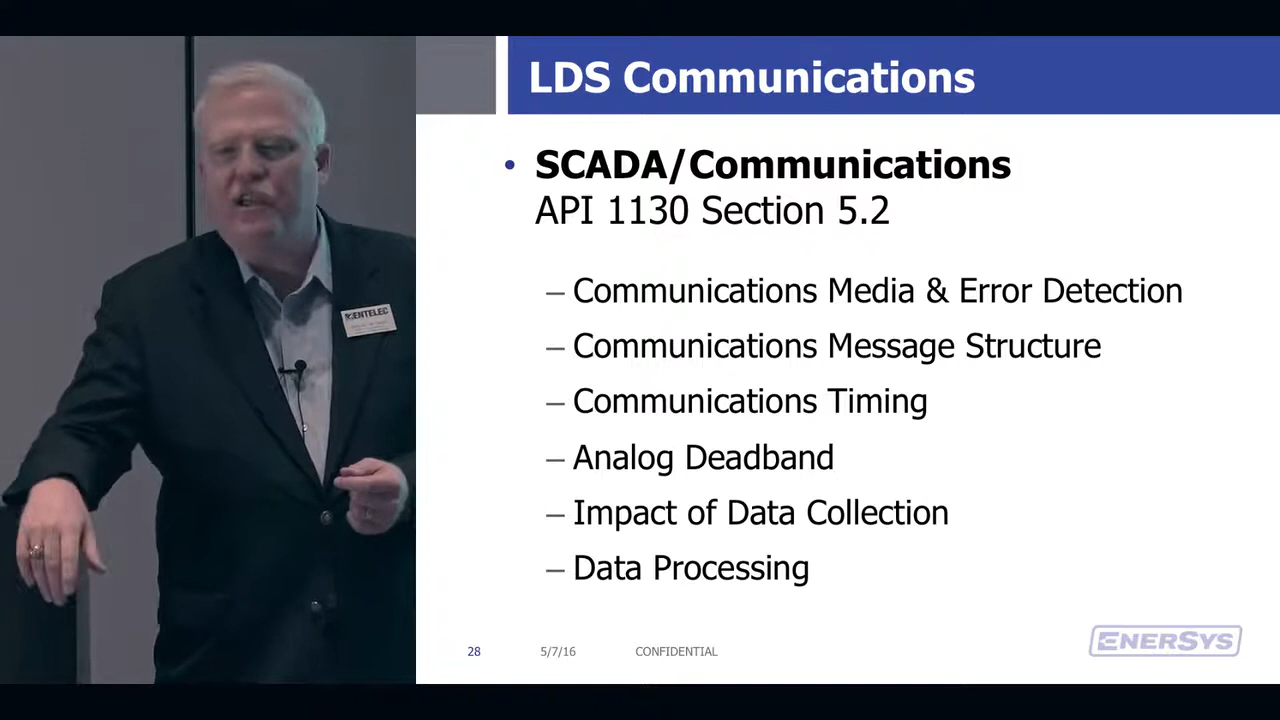 LDS Communications
• SCADA/Communications
API 1130 Section 5.2
– Communications Media & Error Detection
– Communications Message Structure
– Communications Timing
– Analog Deadband
– Impact of Data Collection
– Data Processing
28 5/7/16 CONFIDENTIAL
ENERSYS
ENTELEC